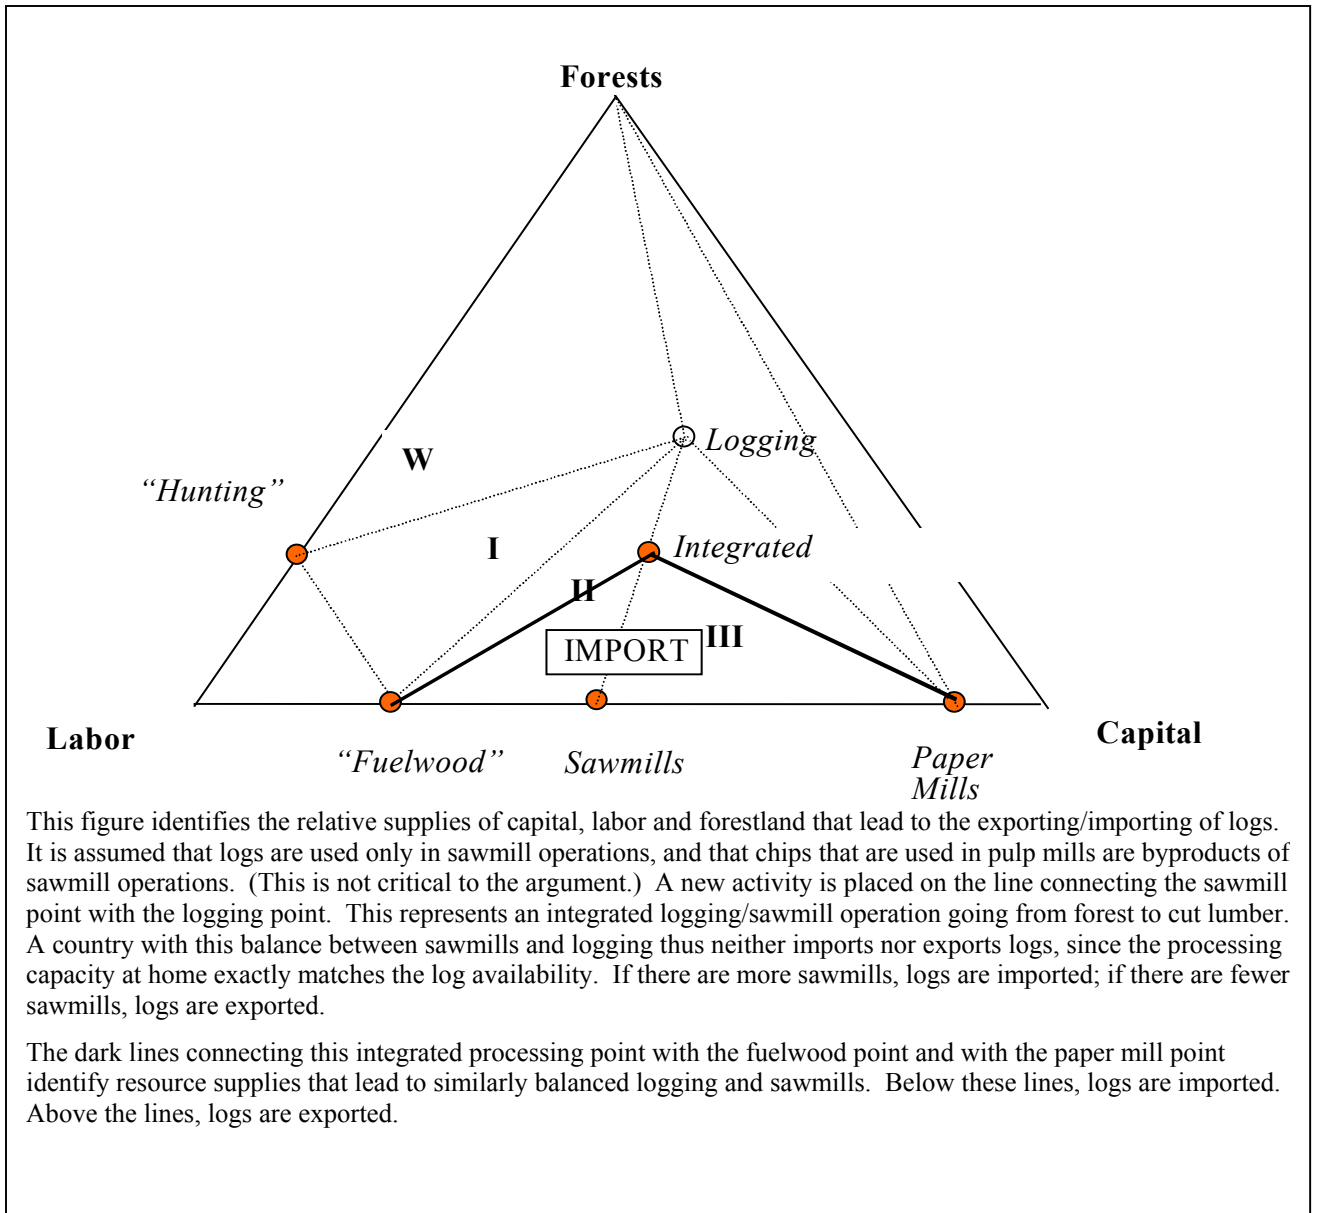 Forests
Logging
W
“Hunting”
I
Integrated
II
III
IMPORT
Labor
Capital
“Fuelwood”
Sawmills
Paper
Mills
This figure identifies the relative supplies of capital, labor and forestland that lead to the exporting/importing of logs.
It is assumed that logs are used only in sawmill operations, and that chips that are used in pulp mills are byproducts of
sawmill operations.  (This is not critical to the argument.)  A new activity is placed on the line connecting the sawmill
point with the logging point.  This represents an integrated logging/sawmill operation going from forest to cut lumber.
A country with this balance between sawmills and logging thus neither imports nor exports logs, since the processing
capacity at home exactly matches the log availability.  If there are more sawmills, logs are imported; if there are fewer
sawmills, logs are exported.
The dark lines connecting this integrated processing point with the fuelwood point and with the paper mill point
identify resource supplies that lead to similarly balanced logging and sawmills.  Below these lines, logs are imported.
Above the lines, logs are exported.